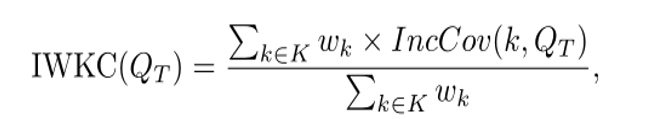 IWKC(Q_T) = \frac{\sum_{k \in K} w_k \times IncCov(k, Q_T)}{\sum_{k \in K} w_k},